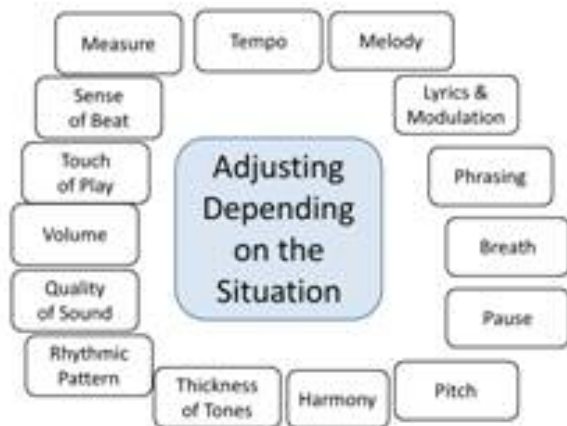 Measure
Tempo
Melody
Sense
of Beat
Lyrics &
Modulation
Touch
of Play
Adjusting
Depending
on the
Situation
Phrasing
Volume
Breath
Quality
of Sound
Pause
Rhythmic
Pattern
Thickness
of Tones
Harmony
Pitch